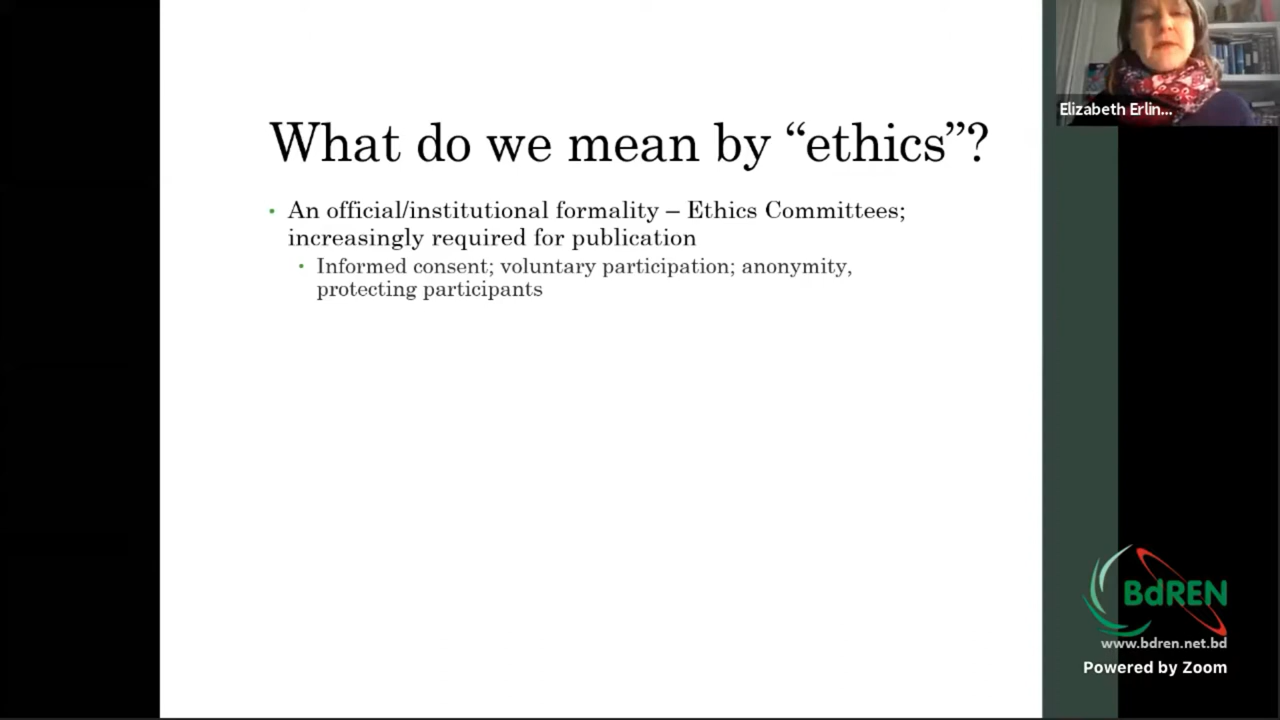 What do we mean by “ethics”?
• An official/institutional formality – Ethics Committees;
increasingly required for publication
• Informed consent; voluntary participation; anonymity,
protecting participants
Elizabeth Erlin...
BdREN
www.bdren.net.bd
Powered by Zoom